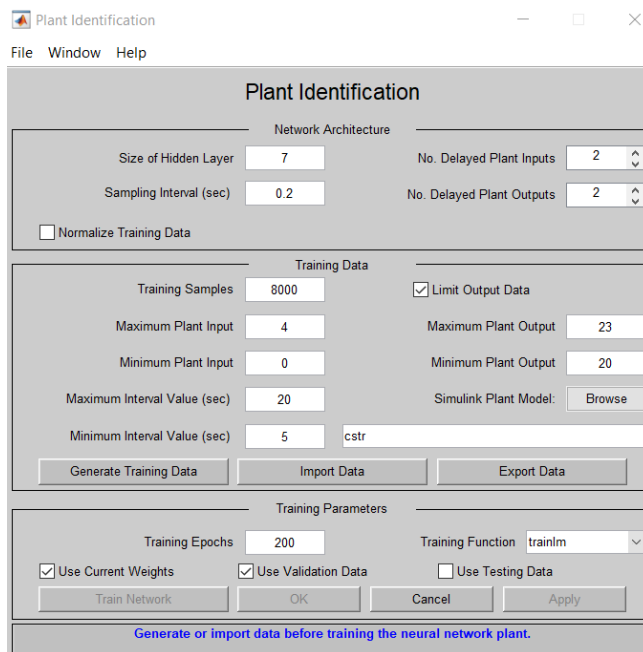 Plant Identification
File Window Help
Plant Identification
Network Architecture
Size of Hidden Layer 7 No. Delayed Plant Inputs 2
Sampling Interval (sec) 0.2 No. Delayed Plant Outputs 2
Normalize Training Data
Training Data
Training Samples 8000 Limit Output Data
Maximum Plant Input 4 Maximum Plant Output 23
Minimum Plant Input 0 Minimum Plant Output 20
Maximum Interval Value (sec) 20 Simulink Plant Model: Browse
Minimum Interval Value (sec) 5 cstr
Generate Training Data Import Data Export Data
Training Parameters
Training Epochs 200 Training Function trainlm
Use Current Weights Use Validation Data Use Testing Data
Train Network OK Cancel Apply
Generate or import data before training the neural network plant.